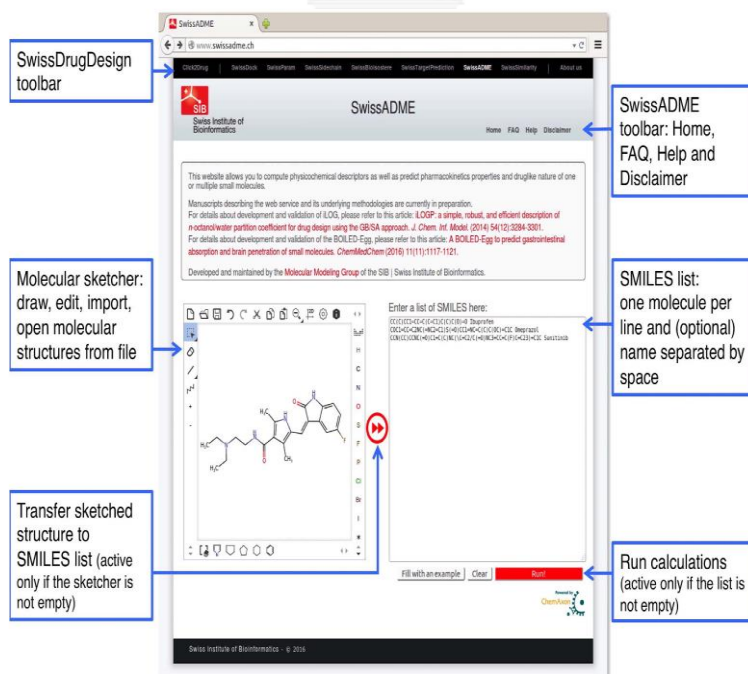 SwissADME
www.swissadme.ch
Click2Drug SwissDock SwissParam SwissSidechain SwissBioisostere SwissTargetPrediction SwissADME SwissSimilarity About us
SwissDrugDesign
toolbar
SIB
Swiss Institute of
Bioinformatics
SwissADME
Home FAQ Help Disclaimer
SwissADME
toolbar: Home,
FAQ, Help and
Disclaimer
This website allows you to compute physicochemical descriptors as well as predict pharmacokinetics properties and druglike nature of one
or multiple small molecules.
Manuscripts describing the web service and its underlying methodologies are currently in preparation.
For details about development and validation of iLOG, please refer to this article: iLOGP: a simple, robust, and efficient description of
n-octanol/water partition coefficient for drug design using the GB/SA approach. J. Chem. Inf. Model. (2014) 54(12):3284-3301.
For details about development and validation of the BOILED-Egg, please refer to this article: A BOILED-Egg to predict gastrointestinal
absorption and brain penetration of small molecules. ChemMedChem (2016) 11(11):1117-1121.
Developed and maintained by the Molecular Modeling Group of the SIB | Swiss Institute of Bioinformatics.
Molecular sketcher:
draw, edit, import,
open molecular
structures from file
H
C
N
O
S
F
P
Cl
Br
I
H
N
O
H₃C
NH
N
H₃C
H₃C
NH
O
CH₃
F
Enter a list of SMILES here:
Ibuprofen
Omeprazol
Sunitinib
SMILES list:
one molecule per
line and (optional)
name separated by
space
Transfer sketched
structure to
SMILES list (active
only if the sketcher is
not empty)
Fill with an example Clear Run!
Run calculations
(active only if the list is
not empty)
Powered by
ChemAxon
Swiss Institute of Bioinformatics - © 2016